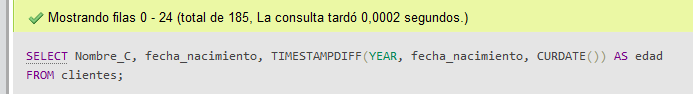 Mostrando filas 0 - 24 (total de 185, La consulta tardó 0,0002 segundos.)
SELECT Nombre_C, fecha_nacimiento, TIMESTAMPDIFF(YEAR, fecha_nacimiento, CURDATE()) AS edad
FROM clientes;